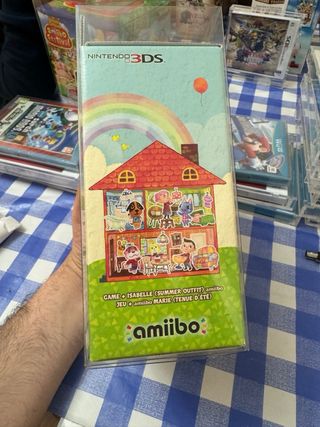 NINTENDO 3DS
GAME + ISABELLE (SUMMER OUTFIT) amiibo
JEU + amiibo MARIE (TENUE D'ÉTÉ)
amiibo